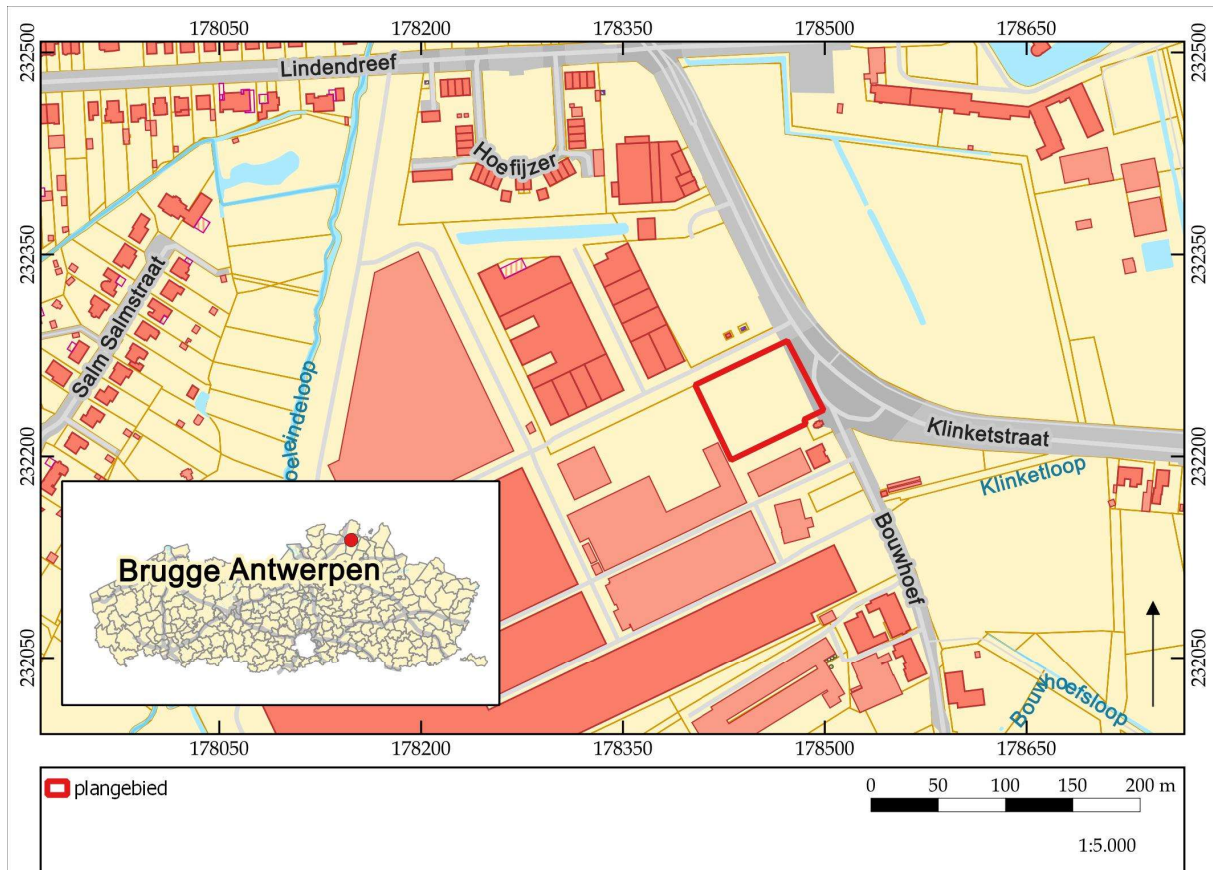 178050 178200 178350 178500 178650
232500
232500
Lindendreef
Hoefijzer
232350
232350
Salm Salmstraat
oeleindeloop
Klinketstraat
232200
232200
Klinketloop
Bouwhoef
Brugge Antwerpen
232050
232050
Bouwhoefsloop
178050 178200 178350 178500 178650
plangebied
0 50 100 150 200 m
1:5.000